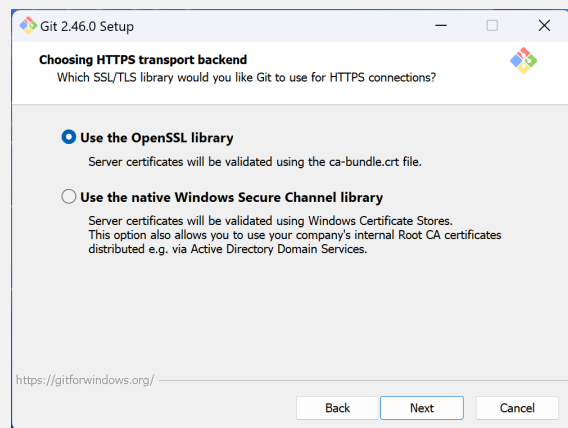 Git 2.46.0 Setup
Choosing HTTPS transport backend
Which SSL/TLS library would you like Git to use for HTTPS connections?
Use the OpenSSL library
Server certificates will be validated using the ca-bundle.crt file.
Use the native Windows Secure Channel library
Server certificates will be validated using Windows Certificate Stores.
This option also allows you to use your company's internal Root CA certificates
distributed e.g. via Active Directory Domain Services.
https://gitforwindows.org/
Back
Next
Cancel